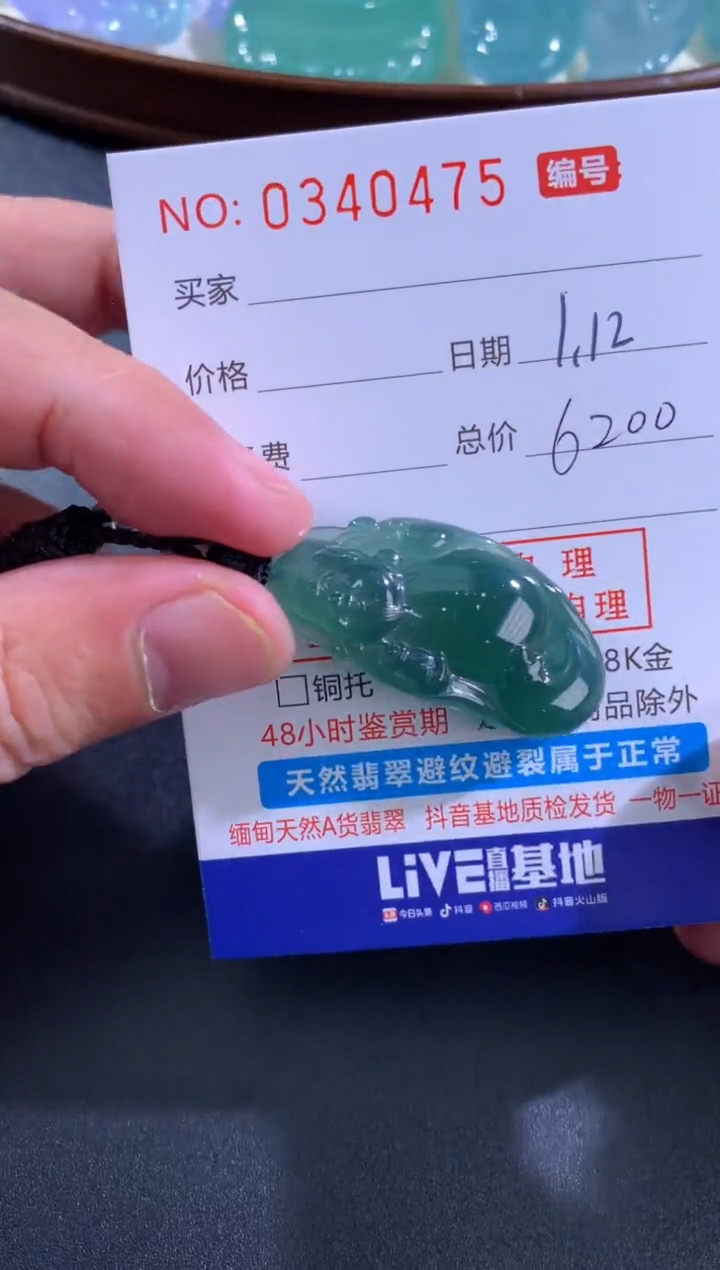 NO: 0340475 编号
买家
价格 日期 1.12
费 总价 6200
理
自理
8K金
□铜托
品除外
48小时鉴赏期
天然翡翠避纹避裂属于正常
缅甸天然A货翡翠 抖音基地质检发货 一物一证
LiVE直播基地
今日头条 抖音 西瓜视频 抖音火山版